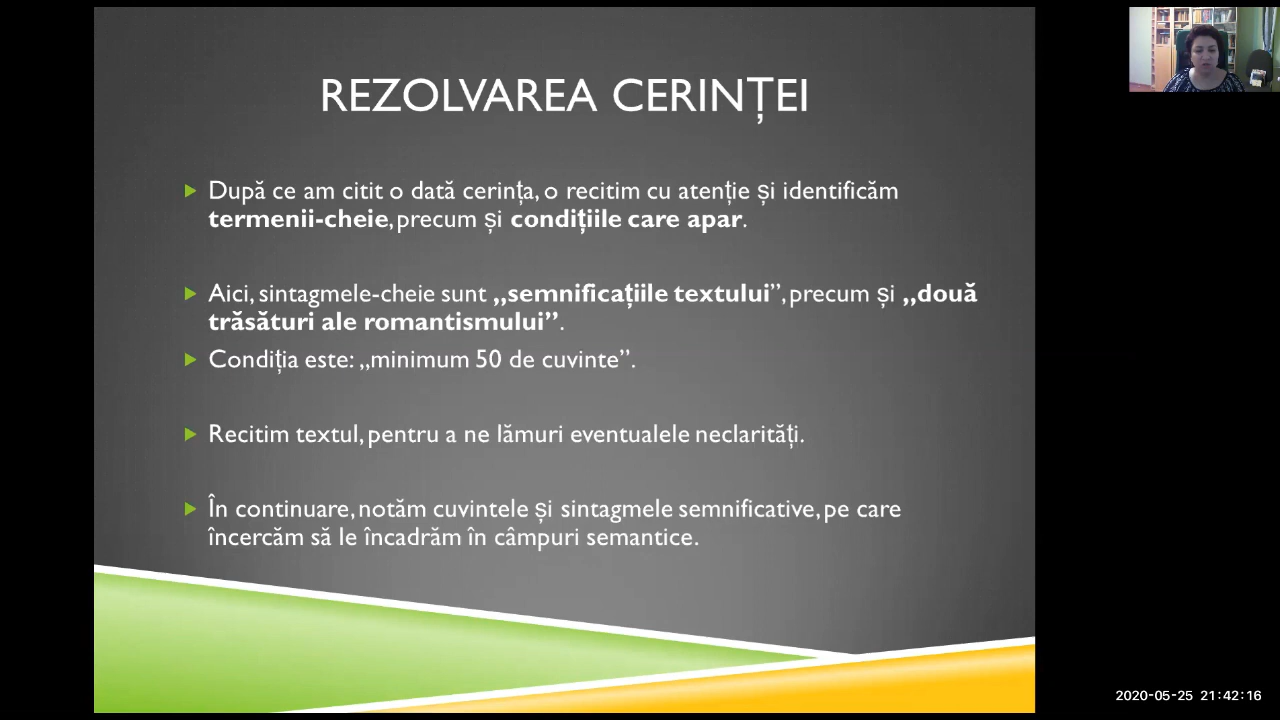 REZOLVAREA CERINȚEI
După ce am citit o dată cerința, o recitim cu atenție și identificăm
termenii-cheie, precum și condițiile care apar.
Aici, sintagmele-cheie sunt „semnificațiile textului”, precum și „două
trăsături ale romantismului”.
Condiția este: „minimum 50 de cuvinte”.
Recitim textul, pentru a ne lămuri eventualele neclarități.
În continuare, notăm cuvintele și sintagmele semnificative, pe care
încercăm să le încadrăm în câmpuri semantice.
2020-05-25 21:42:16